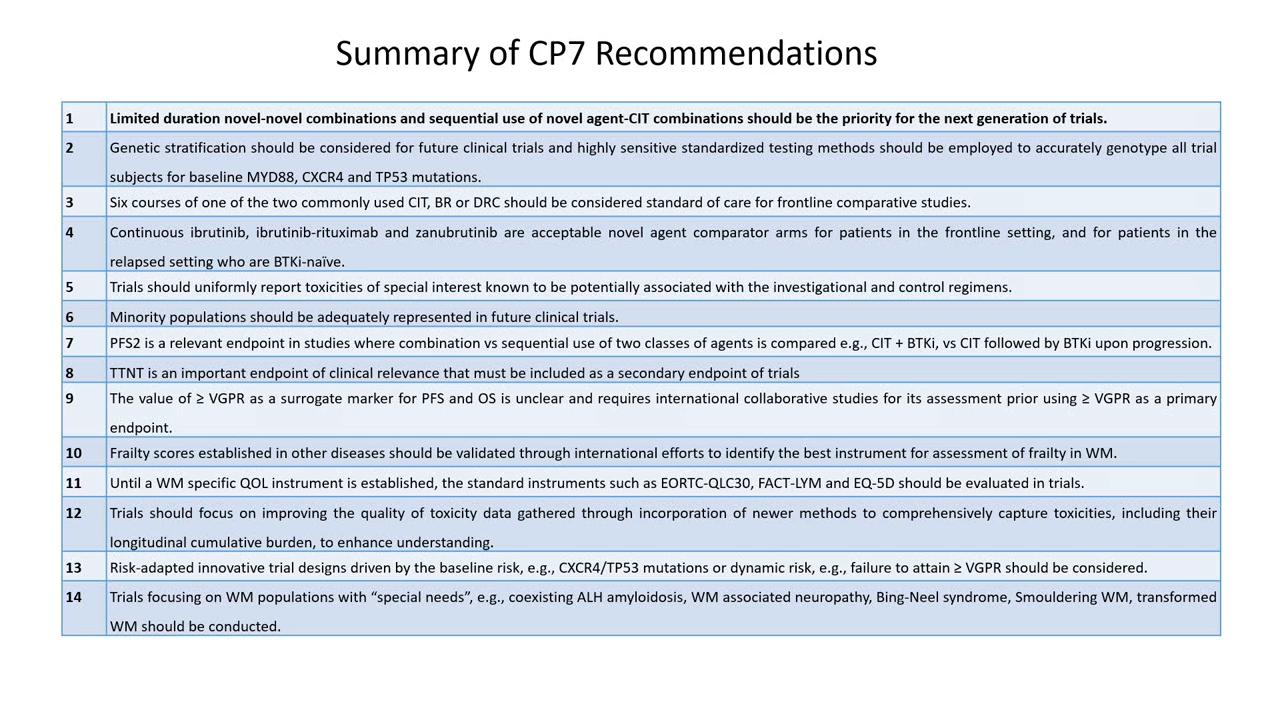 Summary of CP7 Recommendations
1 Limited duration novel-novel combinations and sequential use of novel agent-CIT combinations should be the priority for the next generation of trials.
2 Genetic stratification should be considered for future clinical trials and highly sensitive standardized testing methods should be employed to accurately genotype all trial
subjects for baseline MYD88, CXCR4 and TP53 mutations.
3 Six courses of one of the two commonly used CIT, BR or DRC should be considered standard of care for frontline comparative studies.
4 Continuous ibrutinib, ibrutinib-rituximab and zanubrutinib are acceptable novel agent comparator arms for patients in the frontline setting, and for patients in the
relapsed setting who are BTKi-naïve.
5 Trials should uniformly report toxicities of special interest known to be potentially associated with the investigational and control regimens.
6 Minority populations should be adequately represented in future clinical trials.
7 PFS2 is a relevant endpoint in studies where combination vs sequential use of two classes of agents is compared e.g., CIT + BTKi, vs CIT followed by BTKi upon progression.
8 TTNT is an important endpoint of clinical relevance that must be included as a secondary endpoint of trials
9 The value of ≥ VGPR as a surrogate marker for PFS and OS is unclear and requires international collaborative studies for its assessment prior using ≥ VGPR as a primary
endpoint.
10 Frailty scores established in other diseases should be validated through international efforts to identify the best instrument for assessment of frailty in WM.
11 Until a WM specific QOL instrument is established, the standard instruments such as EORTC-QLC30, FACT-LYM and EQ-5D should be evaluated in trials.
12 Trials should focus on improving the quality of toxicity data gathered through incorporation of newer methods to comprehensively capture toxicities, including their
longitudinal cumulative burden, to enhance understanding.
13 Risk-adapted innovative trial designs driven by the baseline risk, e.g., CXCR4/TP53 mutations or dynamic risk, e.g., failure to attain ≥ VGPR should be considered.
14 Trials focusing on WM populations with “special needs”, e.g., coexisting ALH amyloidosis, WM associated neuropathy, Bing-Neel syndrome, Smouldering WM, transformed
WM should be conducted.